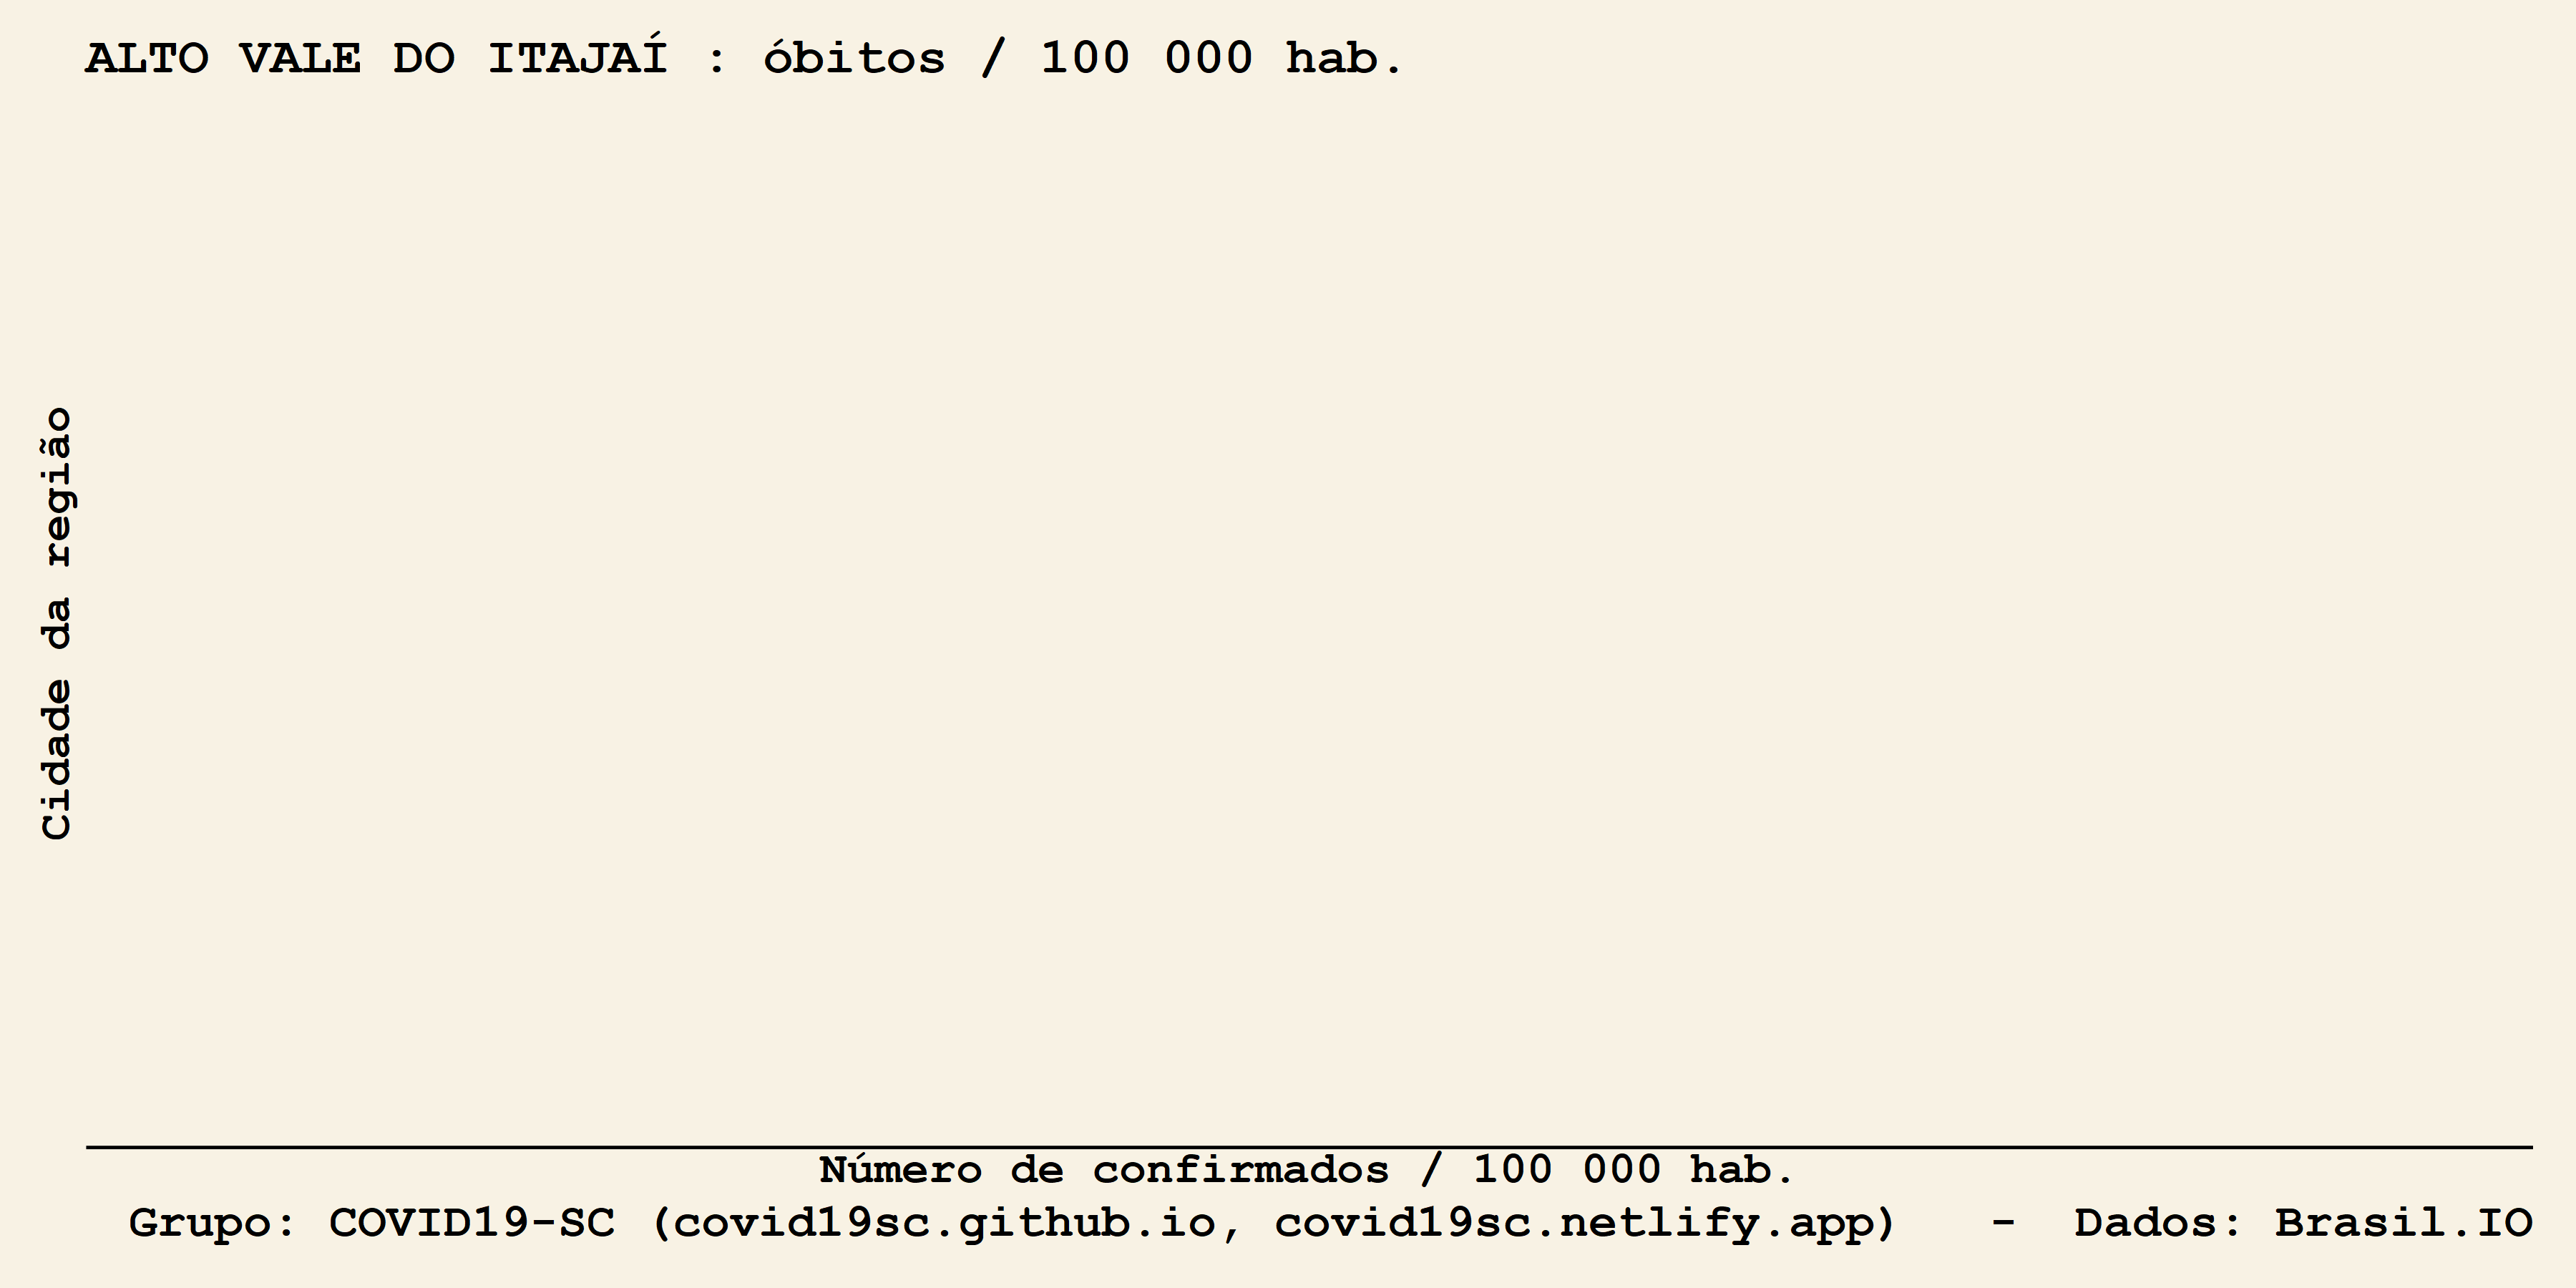 ALTO VALE DO ITAJAÍ : óbitos / 100 000 hab.
Cidade da região
Número de confirmados / 100 000 hab.
Grupo: COVID19-SC (covid19sc.github.io, covid19sc.netlify.app) - Dados: Brasil.IO